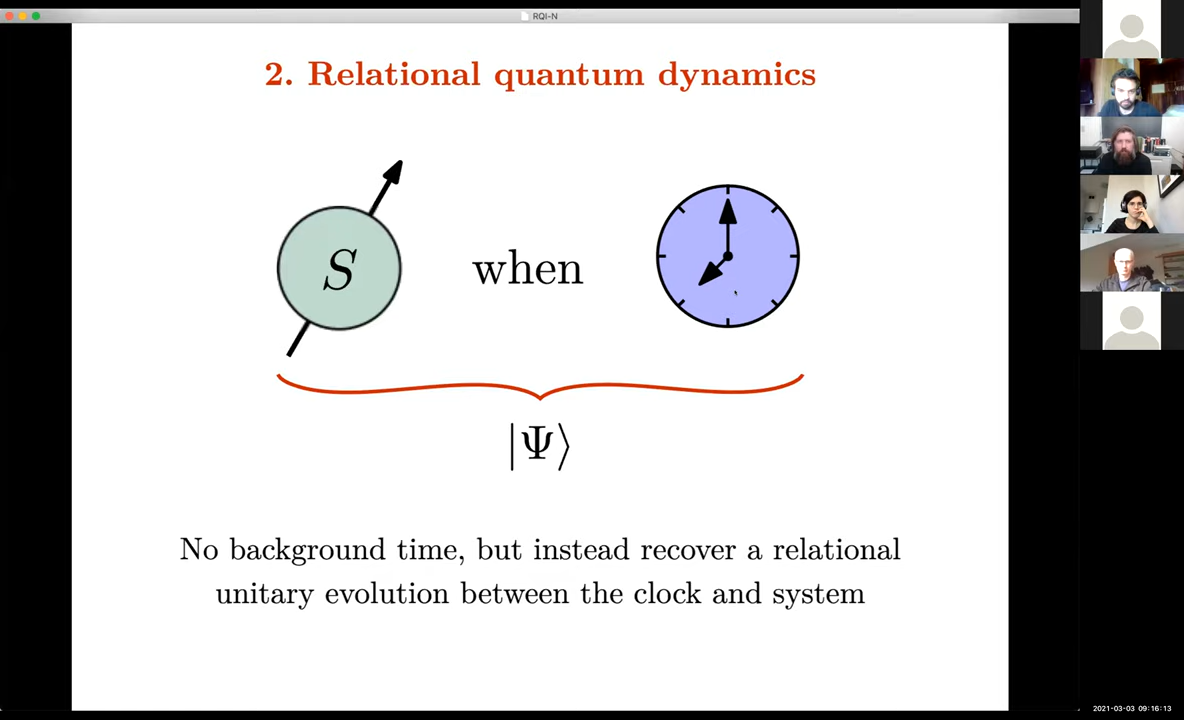 RQI-N
2. Relational quantum dynamics
S when
|Ψ⟩
No background time, but instead recover a relational
unitary evolution between the clock and system
2021-03-03 09:16:13